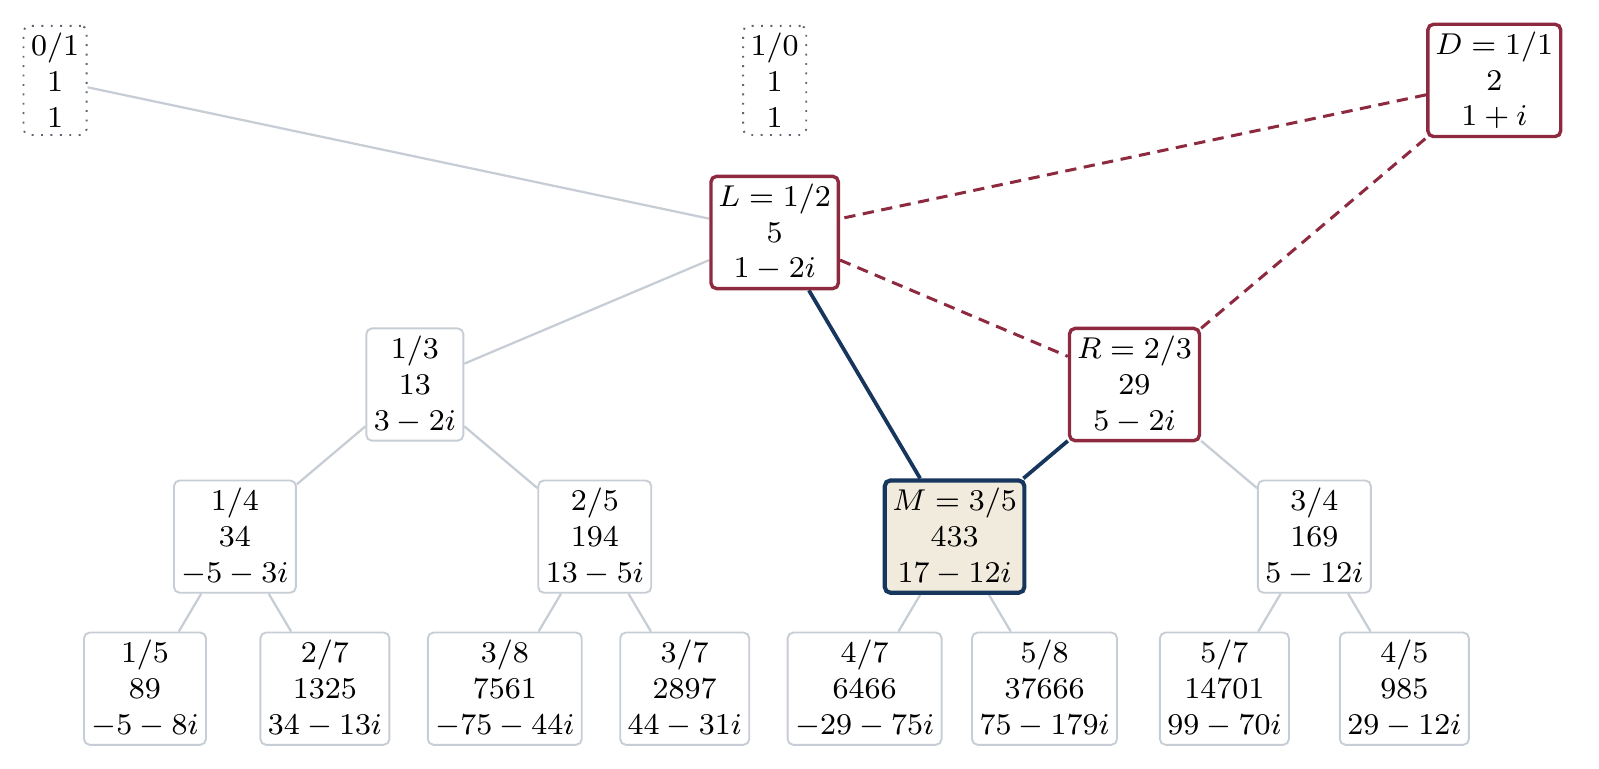 0/1
1
1
1/0
1
1
D = 1/1
2
1 + i
L = 1/2
5
1 − 2i
1/3
13
3 − 2i
R = 2/3
29
5 − 2i
1/4
34
−5 − 3i
2/5
194
13 − 5i
M = 3/5
433
17 − 12i
3/4
169
5 − 12i
1/5
89
−5 − 8i
2/7
1325
34 − 13i
3/8
7561
−75 − 44i
3/7
2897
44 − 31i
4/7
6466
−29 − 75i
5/8
37666
75 − 179i
5/7
14701
99 − 70i
4/5
985
29 − 12i